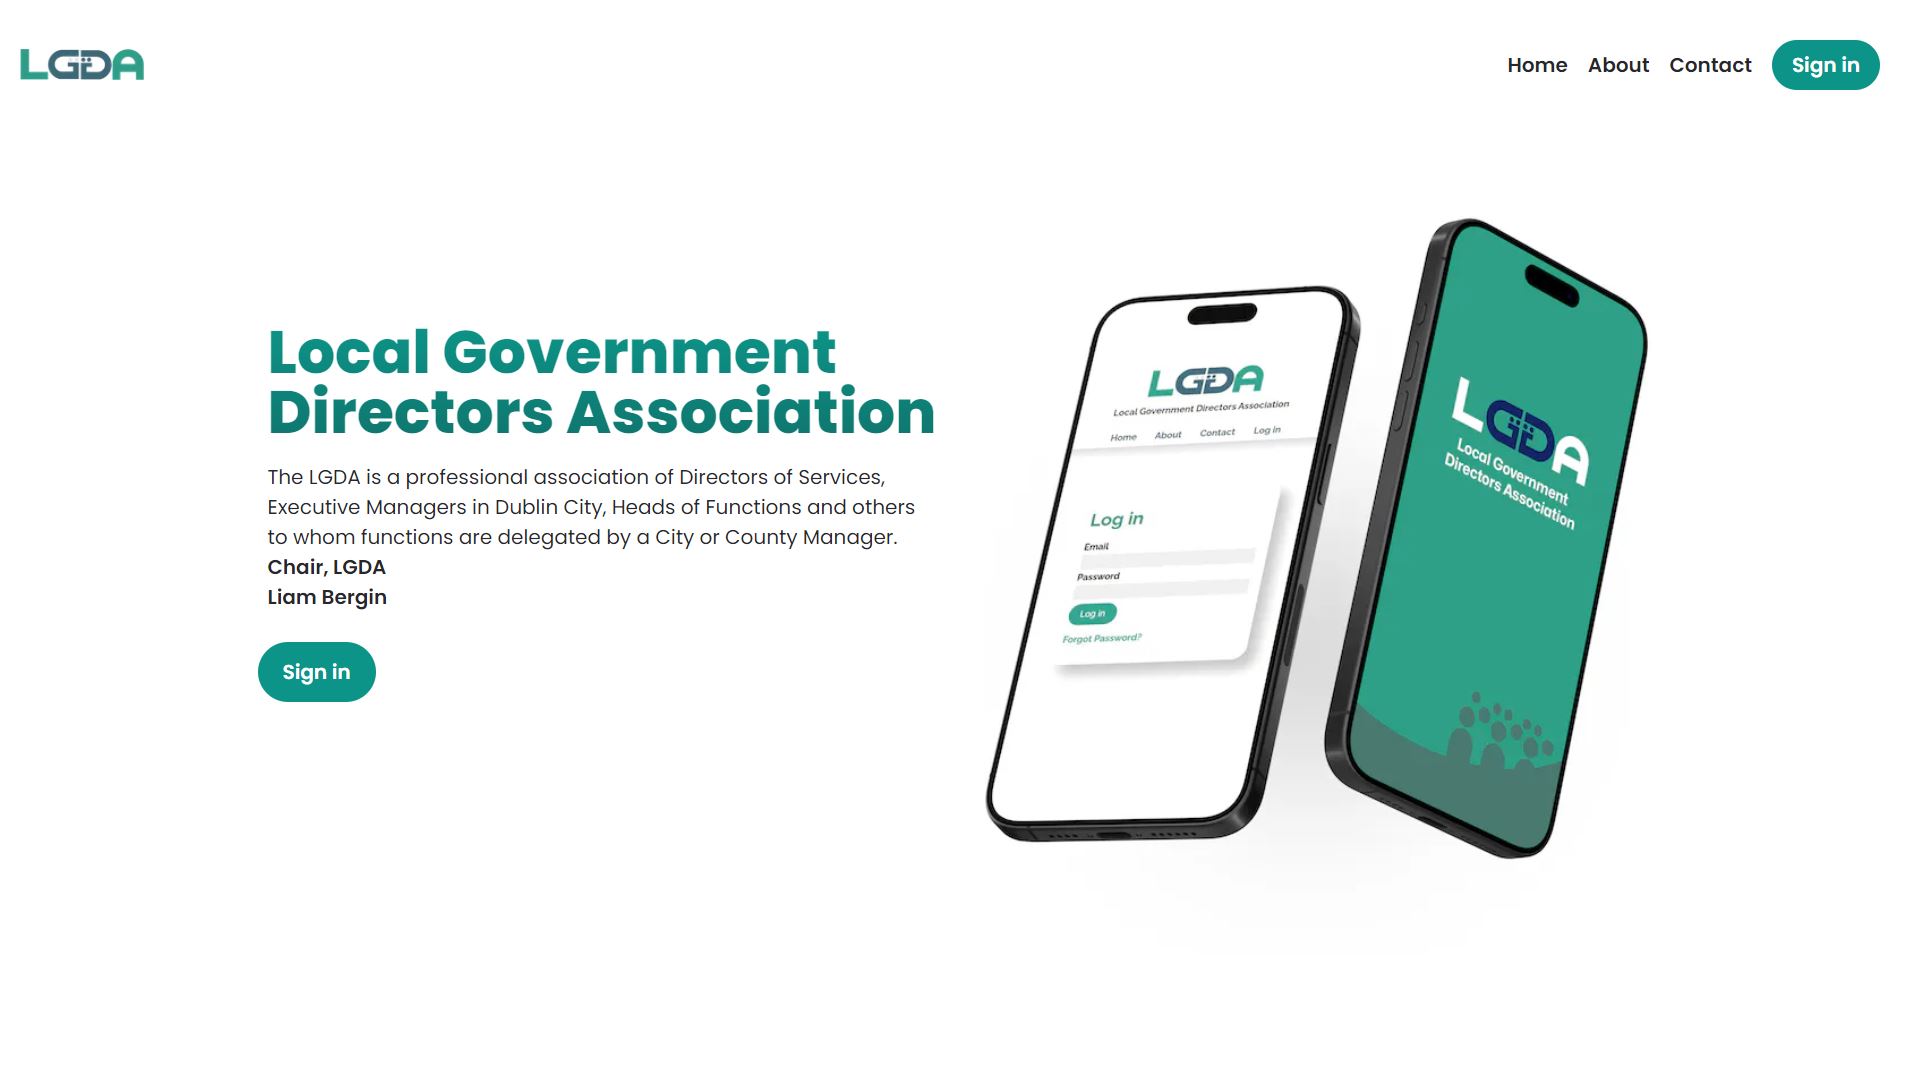 LGDA
Home About Contact Sign in
Local Government
Directors Association
The LGDA is a professional association of Directors of Services,
Executive Managers in Dublin City, Heads of Functions and others
to whom functions are delegated by a City or County Manager.
Chair, LGDA
Liam Bergin
Sign in
LGDA
Local Government Directors Association
Home About Contact Log in
Log in
Email
Password
Log in
Forgot Password?
LGDA
Local Government
Directors Association